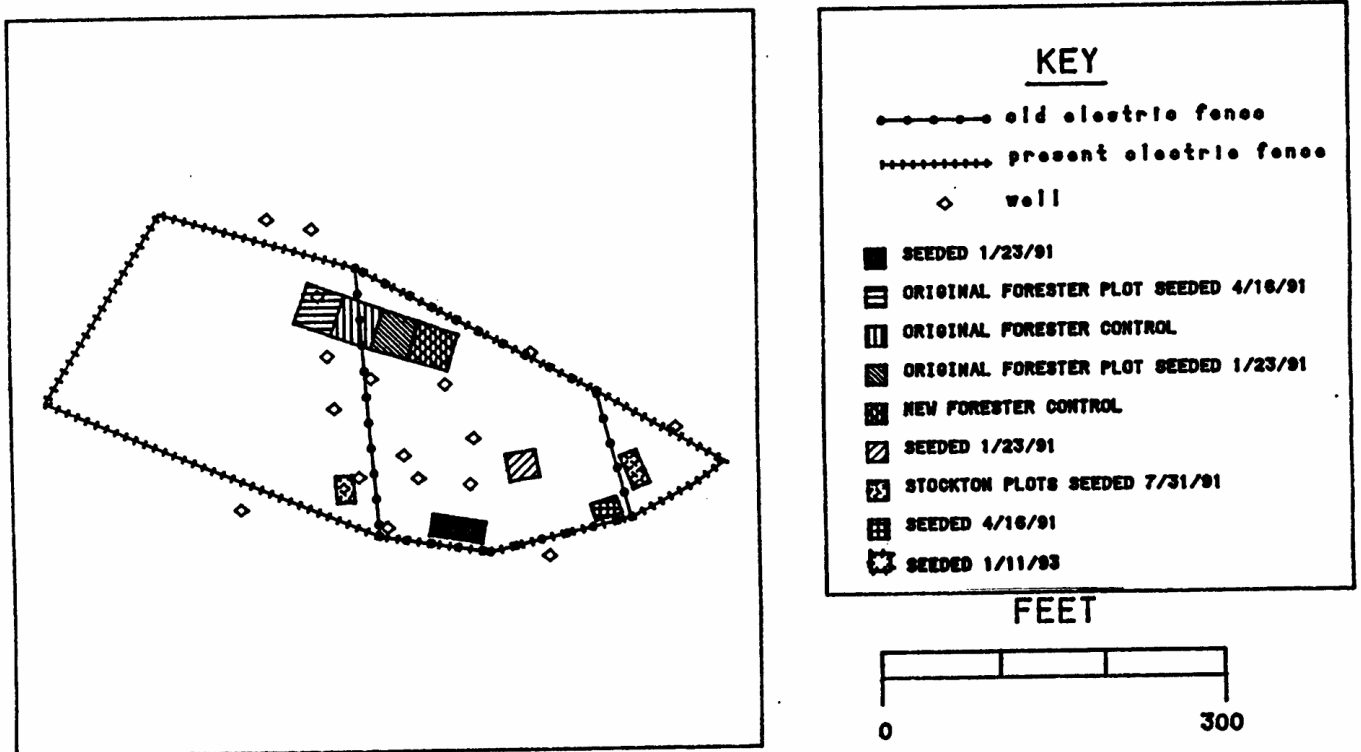 KEY
old electric fence
present electric fence
well
SEEDED 1/23/91
ORIGINAL FORESTER PLOT SEEDED 4/16/91
ORIGINAL FORESTER CONTROL
ORIGINAL FORESTER PLOT SEEDED 1/23/91
NEW FORESTER CONTROL
SEEDED 1/23/91
STOCKTON PLOTS SEEDED 7/31/91
SEEDED 4/16/91
SEEDED 1/11/93
FEET
0 300